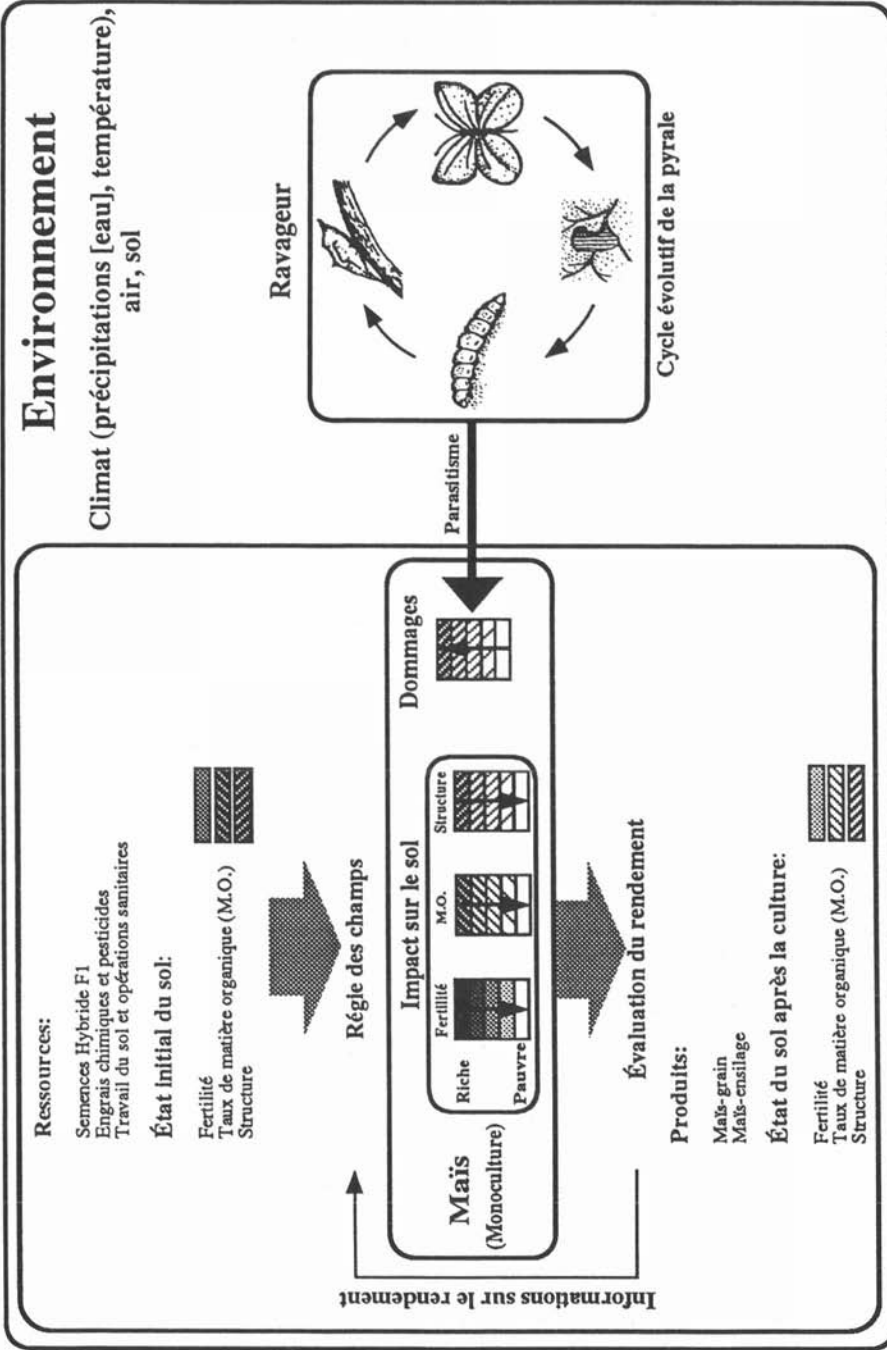 Environnement
Climat (précipitations [eau], température),
air, sol
Ressources:
Semences Hybride F1
Engrais chimiques et pesticides
Travail du sol et opérations sanitaires
État initial du sol:
Fertilité
Taux de matière organique (M.O.)
Structure
Régie des champs
Maïs
(Monoculture)
Impact sur le sol
Fertilité
M.O.
Structure
Riche
Pauvre
Dommages
Parasitisme
Ravageur
Cycle évolutif de la pyrale
Évaluation du rendement
Produits:
Maïs-grain
Maïs-ensilage
État du sol après la culture:
Fertilité
Taux de matière organique (M.O.)
Structure
Informations sur le rendement